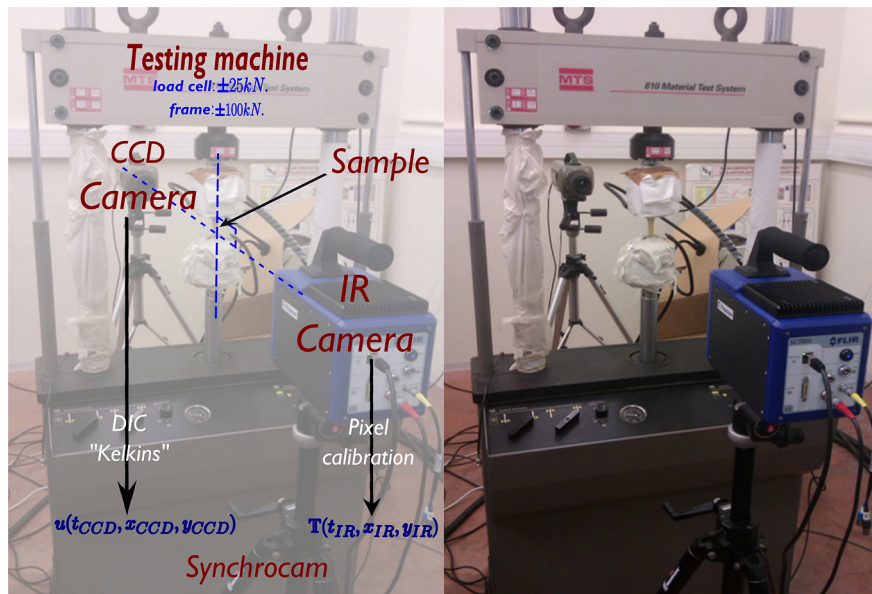 Testing machine
load cell:±25kN.
frame:±100kN.
CCD
Camera
Sample
IR
Camera
DIC
"Kelkins"
Pixel
calibration
u(tCCD, xCCD, yCCD)
T(tIR, xIR, yIR)
Synchrocam
MTS
810 Material Test System
SC7000
FLIR